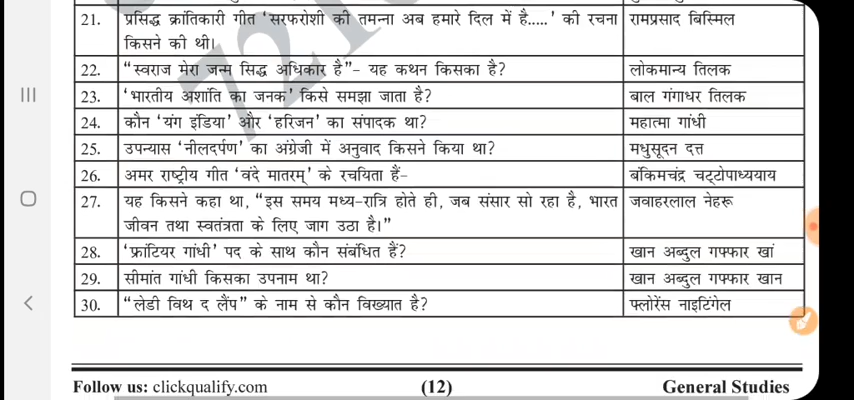 21. प्रसिद्ध क्रांतिकारी गीत ‘सरफरोशी की तमन्ना अब हमारे दिल में है.....’ की रचना रामप्रसाद बिस्मिल
किसने की थी।
22. “स्वराज मेरा जन्म सिद्ध अधिकार है”- यह कथन किसका है? लोकमान्य तिलक
23. ‘भारतीय अशांति का जनक’ किसे समझा जाता है? बाल गंगाधर तिलक
24. कौन ‘यंग इंडिया’ और ‘हरिजन’ का संपादक था? महात्मा गांधी
25. उपन्यास ‘नीलदर्पण’ का अंग्रेजी में अनुवाद किसने किया था? मधुसूदन दत्त
26. अमर राष्ट्रीय गीत ‘वंदे मातरम्’ के रचयिता हैं- बंकिमचंद्र चट्टोपाध्ययाय
27. यह किसने कहा था, “इस समय मध्य-रात्रि होते ही, जब संसार सो रहा है, भारत जवाहरलाल नेहरू
जीवन तथा स्वतंत्रता के लिए जाग उठा है।”
28. ‘फ्रांटियर गांधी’ पद के साथ कौन संबंधित हैं? खान अब्दुल गफ्फार खां
29. सीमांत गांधी किसका उपनाम था? खान अब्दुल गफ्फार खान
30. “लेडी विथ द लैंप” के नाम से कौन विख्यात है? फ्लोरेंस नाइटिंगेल
Follow us: clickqualify.com (12) General Studies